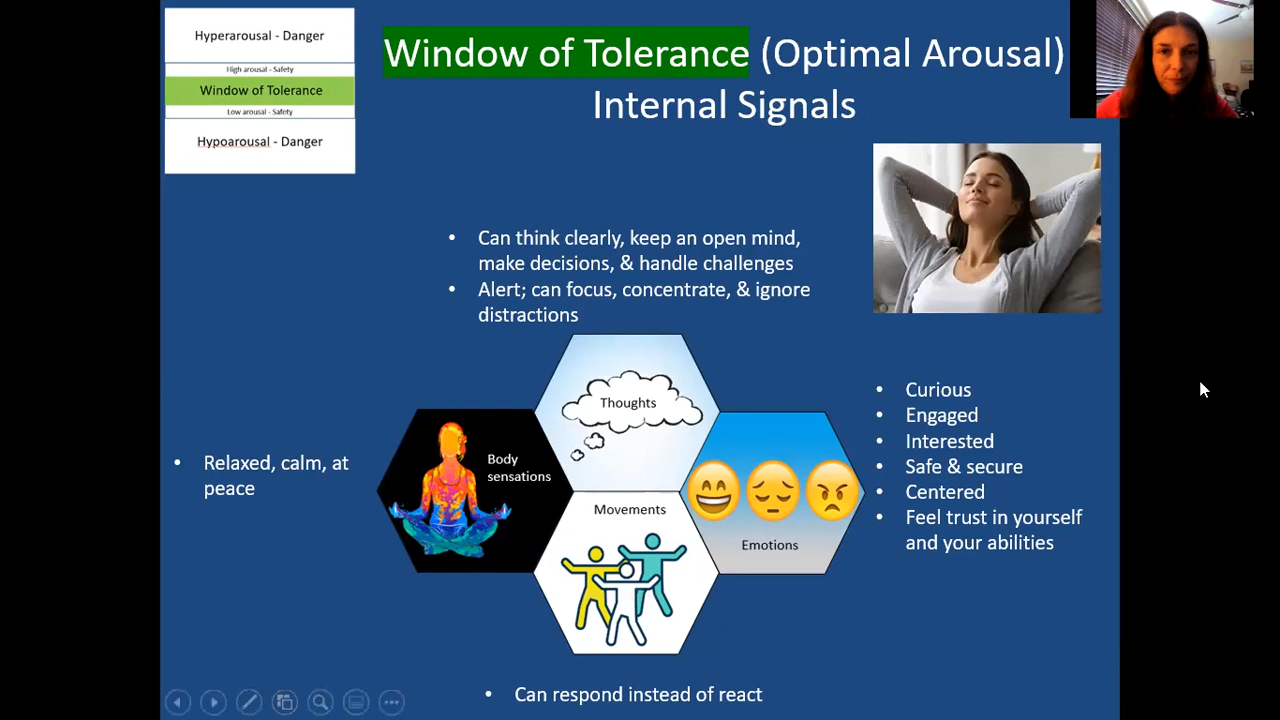 Hyperarousal - Danger
High arousal - Safety
Window of Tolerance
Low arousal - Safety
Hypoarousal - Danger
Window of Tolerance (Optimal Arousal)
Internal Signals
• Can think clearly, keep an open mind,
make decisions, & handle challenges
• Alert; can focus, concentrate, & ignore
distractions
Thoughts
• Relaxed, calm, at
peace
Body
sensations
Movements
Emotions
• Curious
• Engaged
• Interested
• Safe & secure
• Centered
• Feel trust in yourself
and your abilities
• Can respond instead of react